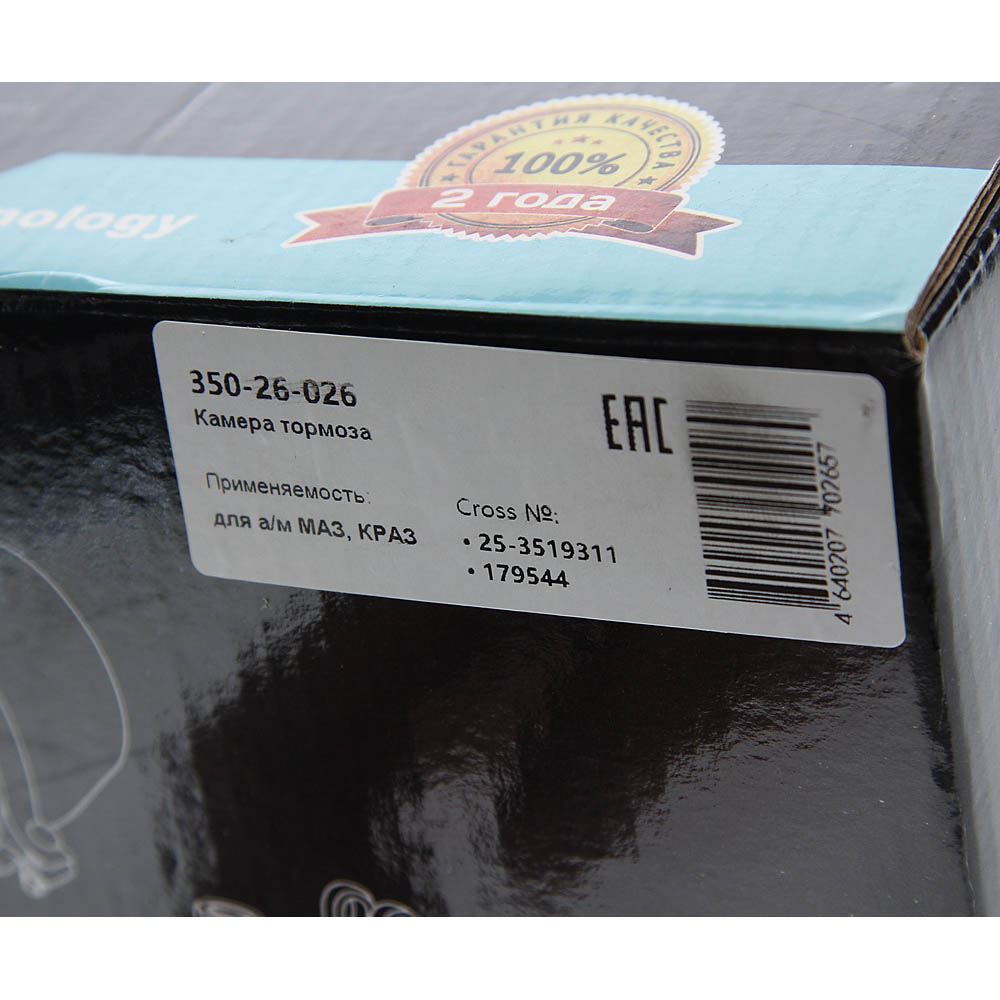 ГАРАНТИЯ КАЧЕСТВА
100%
2 года
nology
350-26-026
Камера тормоза
EAC
Применяемость:
для а/м МАЗ, КРАЗ
Cross №:
• 25-3519311
• 179544
4 640207 702657